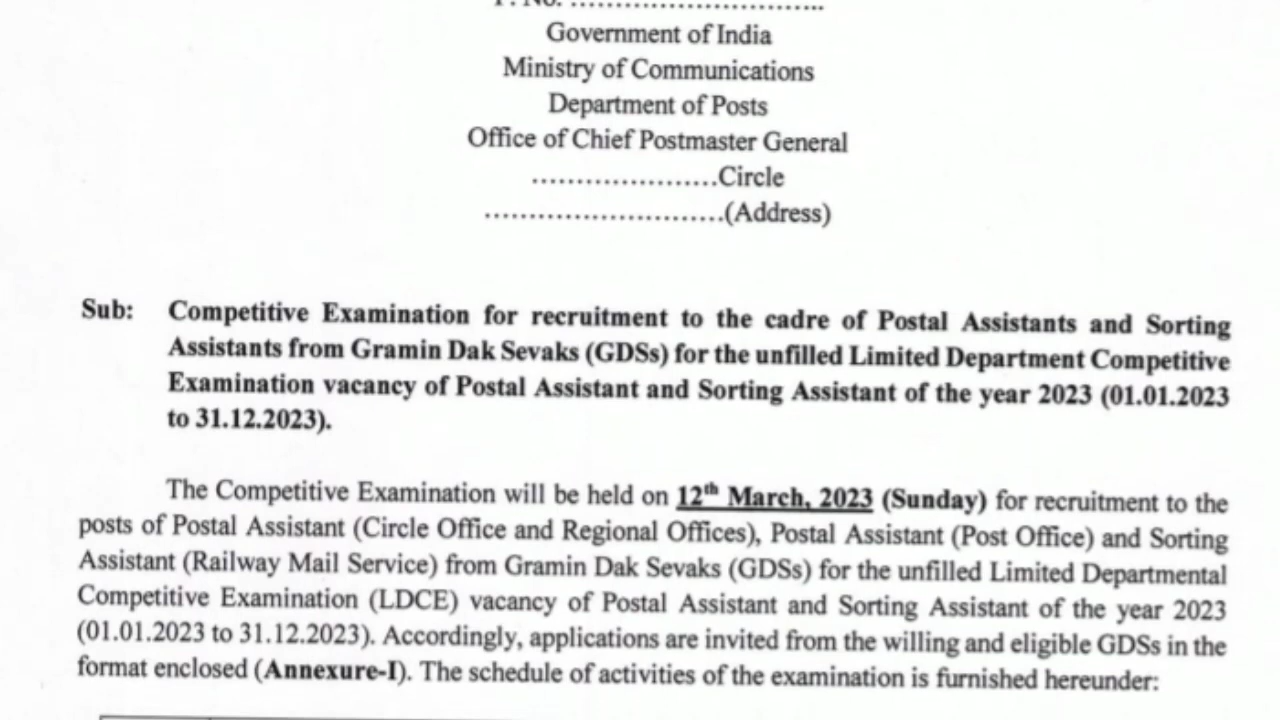 Government of India
Ministry of Communications
Department of Posts
Office of Chief Postmaster General
.....................Circle
...........................(Address)
Sub: Competitive Examination for recruitment to the cadre of Postal Assistants and Sorting
Assistants from Gramin Dak Sevaks (GDSs) for the unfilled Limited Department Competitive
Examination vacancy of Postal Assistant and Sorting Assistant of the year 2023 (01.01.2023
to 31.12.2023).
The Competitive Examination will be held on 12th March, 2023 (Sunday) for recruitment to the
posts of Postal Assistant (Circle Office and Regional Offices), Postal Assistant (Post Office) and Sorting
Assistant (Railway Mail Service) from Gramin Dak Sevaks (GDSs) for the unfilled Limited Departmental
Competitive Examination (LDCE) vacancy of Postal Assistant and Sorting Assistant of the year 2023
(01.01.2023 to 31.12.2023). Accordingly, applications are invited from the willing and eligible GDSs in the
format enclosed (Annexure-I). The schedule of activities of the examination is furnished hereunder: